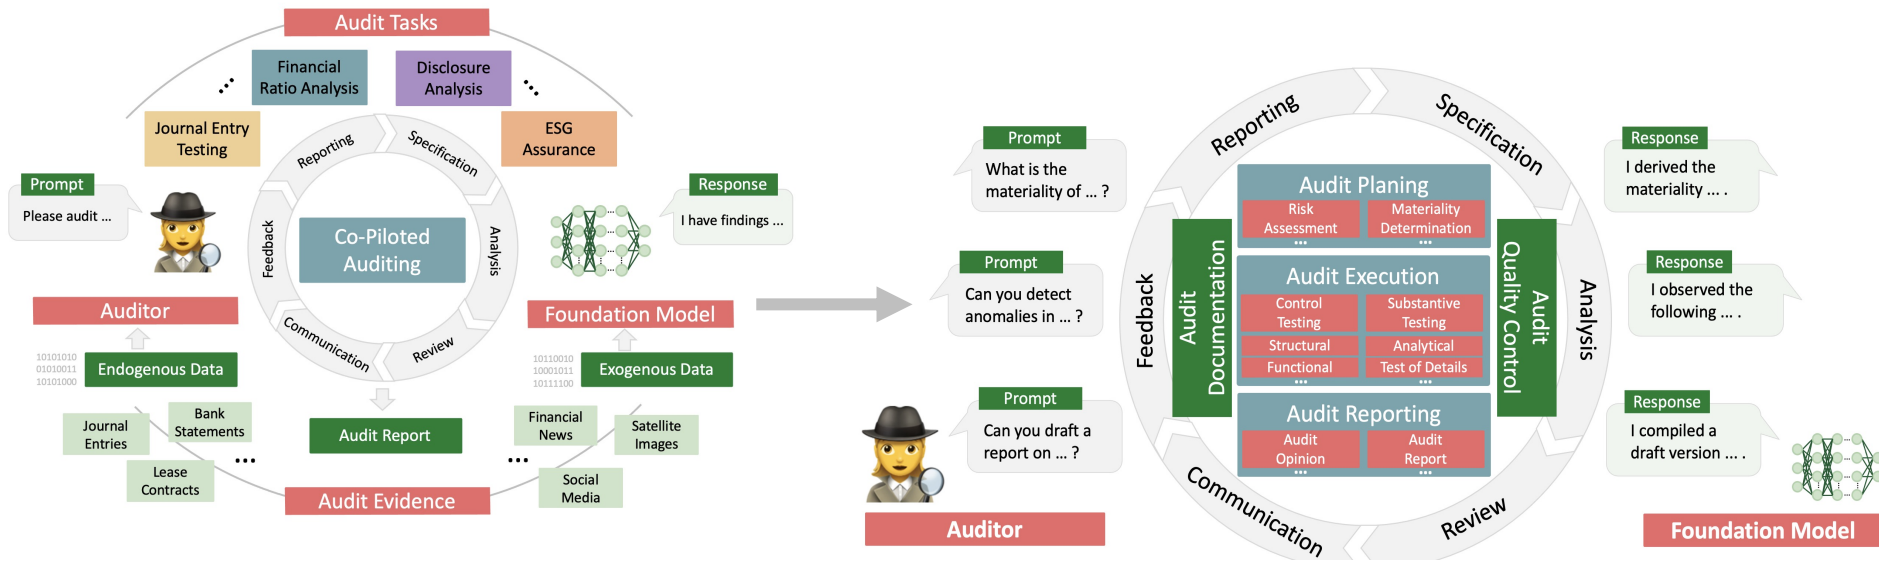 Audit Tasks
Financial
Ratio Analysis
Disclosure
Analysis
Journal Entry
Testing
ESG
Assurance
Reporting
Specification
Analysis
Review
Communication
Feedback
Co-Piloted
Auditing
Prompt
Please audit ...
Response
I have findings ...
Auditor
Foundation Model
10101010
01010011
10101000
Endogenous Data
10110010
10001011
10111100
Exogenous Data
Journal
Entries
Bank
Statements
Lease
Contracts
...
Audit Report
Financial
News
Satellite
Images
Social
Media
...
Audit Evidence
Prompt
What is the
materiality of ... ?
Prompt
Can you detect
anomalies in ... ?
Prompt
Can you draft a
report on ... ?
Auditor
Reporting
Specification
Analysis
Review
Communication
Feedback
Audit
Documentation
Audit Planing
Risk
Assessment
...
Materiality
Determination
...
Audit Execution
Control
Testing
Substantive
Testing
Structural
Analytical
Functional
Test of Details
...
...
Audit Reporting
Audit
Opinion
...
Audit
Report
...
Audit
Quality Control
Response
I derived the
materiality ... .
Response
I observed the
following ... .
Response
I compiled a
draft version ... .
Foundation Model